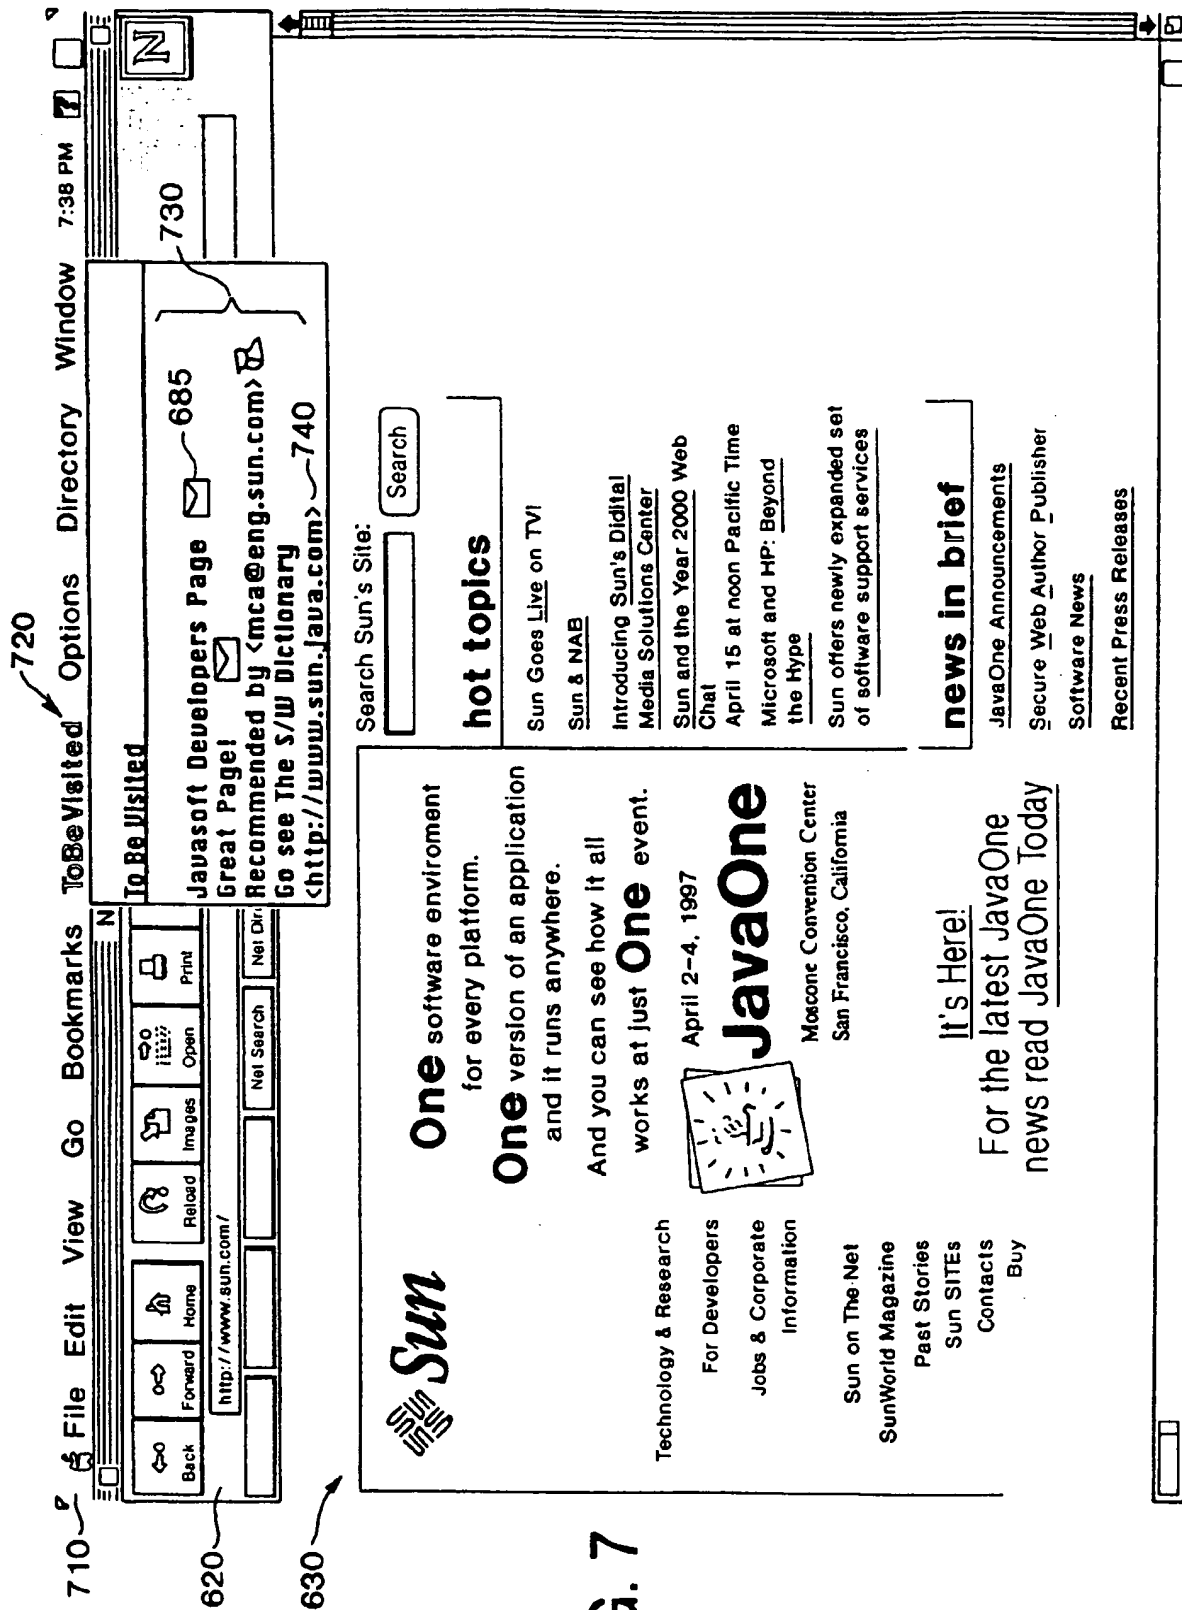 720
710 File Edit View Go Bookmarks ToBeVisited Options Directory Window 7:38 PM ?
N
Back Forward Home Reload Images Open Print
N
To Be Visited
Javasoft Developers Page 685
Great Page!
Recommended by <mca@eng.sun.com>
Go see The S/W Dictionary
<http://www.sun.java.com> 740
730
620
http://www.sun.com/
Net Search Net Dire
630
Sun
Technology & Research
For Developers
Jobs & Corporate
Information
Sun on The Net
SunWorld Magazine
Past Stories
Sun SITEs
Contacts
Buy
One software enviroment
for every platform.
One version of an application
and it runs anywhere.
And you can see how it all
works at just One event.
April 2-4, 1997
JavaOne
Moscone Convention Center
San Francisco, California
It's Here!
For the latest JavaOne
news read JavaOne Today
Search Sun's Site:
Search
hot topics
Sun Goes Live on TV!
Sun & NAB
Introducing Sun's Didital
Media Solutions Center
Sun and the Year 2000 Web
Chat
April 15 at noon Pacific Time
Microsoft and HP: Beyond
the Hype
Sun offers newly expanded set
of software support services
news in brief
JavaOne Announcements
Secure Web Author Publisher
Software News
Recent Press Releases
G. 7